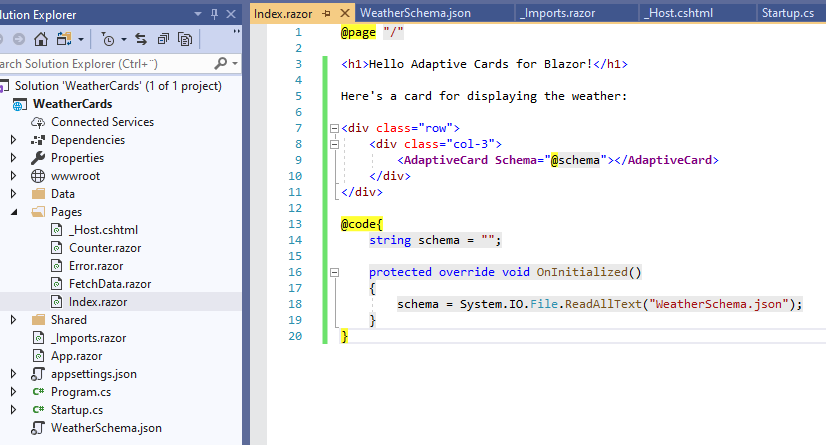 olution Explorer
earch Solution Explorer (Ctrl+¨)
Solution 'WeatherCards' (1 of 1 project)
WeatherCards
Connected Services
Dependencies
Properties
wwwroot
Data
Pages
_Host.cshtml
Counter.razor
Error.razor
FetchData.razor
Index.razor
Shared
_Imports.razor
App.razor
appsettings.json
C# Program.cs
C# Startup.cs
WeatherSchema.json
Index.razor WeatherSchema.json _Imports.razor _Host.cshtml Startup.cs
1 @page "/"
2
3 <h1>Hello Adaptive Cards for Blazor!</h1>
4
5 Here's a card for displaying the weather:
6
7 <div class="row">
8 <div class="col-3">
9 <AdaptiveCard Schema="@schema"></AdaptiveCard>
10 </div>
11 </div>
12
13 @code{
14 string schema = "";
15
16 protected override void OnInitialized()
17 {
18 schema = System.IO.File.ReadAllText("WeatherSchema.json");
19 }
20 }